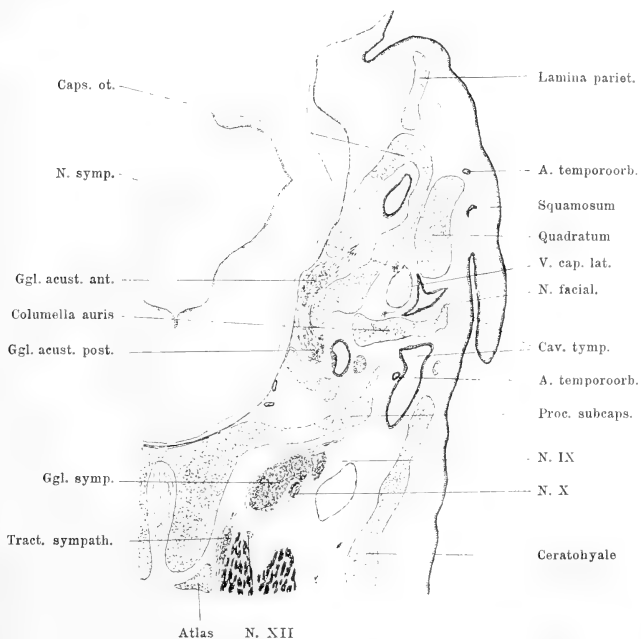 Caps. ot.
N. symp.
Ggl. acust. ant.
Columella auris
Ggl. acust. post.
Ggl. symp.
Tract. sympath.
Atlas N. XII
Lamina pariet.
A. temporoorb.
Squamosum
Quadratum
V. cap. lat.
N. facial.
Cav. tymp.
A. temporoorb.
Proc. subcaps.
N. IX
N. X
Ceratohyale